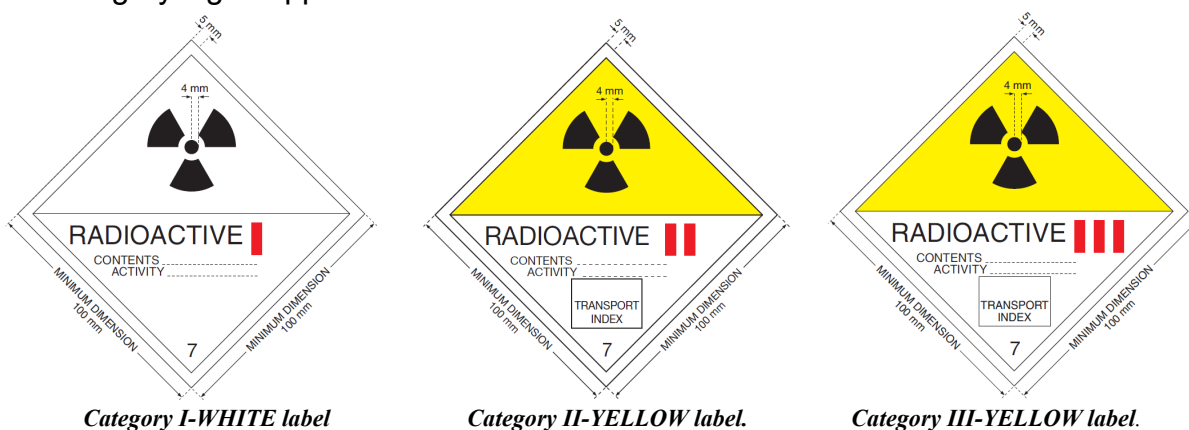 5 mm
4 mm
RADIOACTIVE
CONTENTS
ACTIVITY
MINIMUM DIMENSION
100 mm
MINIMUM DIMENSION
100 mm
7
Category I-WHITE label
5 mm
4 mm
RADIOACTIVE
CONTENTS
ACTIVITY
TRANSPORT
INDEX
MINIMUM DIMENSION
100 mm
MINIMUM DIMENSION
100 mm
7
Category II-YELLOW label.
5 mm
4 mm
RADIOACTIVE
CONTENTS
ACTIVITY
TRANSPORT
INDEX
MINIMUM DIMENSION
100 mm
MINIMUM DIMENSION
100 mm
7
Category III-YELLOW label.